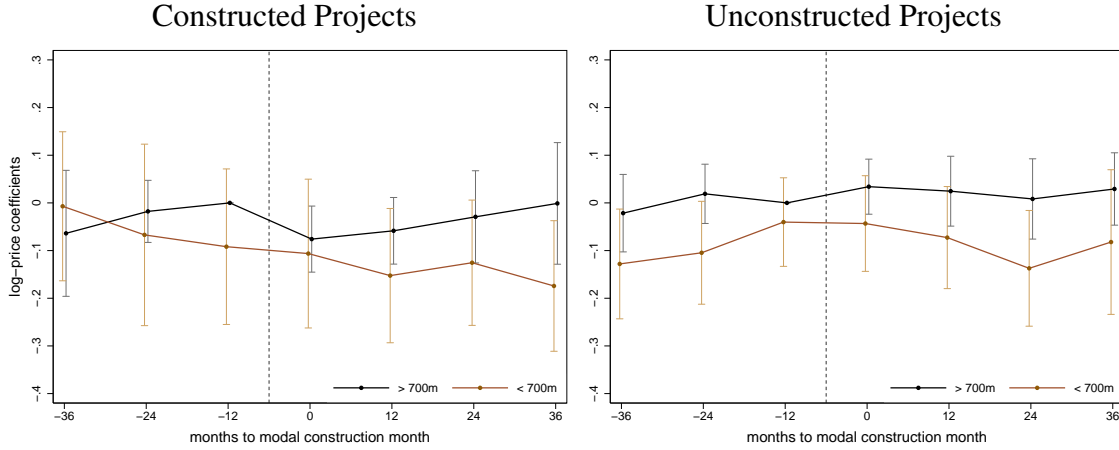 Constructed Projects
Unconstructed Projects
log−price coefficients
.3
.2
.1
0
−.1
−.2
−.3
−.4
−36 −24 −12 0 12 24 36
months to modal construction month
> 700m < 700m
.3
.2
.1
0
−.1
−.2
−.3
−.4
−36 −24 −12 0 12 24 36
months to modal construction month
> 700m < 700m